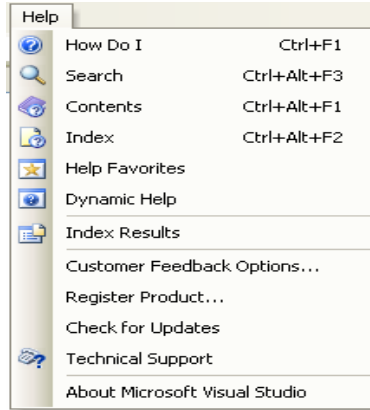 Help
How Do I Ctrl+F1
Search Ctrl+Alt+F3
Contents Ctrl+Alt+F1
Index Ctrl+Alt+F2
Help Favorites
Dynamic Help
Index Results
Customer Feedback Options...
Register Product...
Check for Updates
Technical Support
About Microsoft Visual Studio